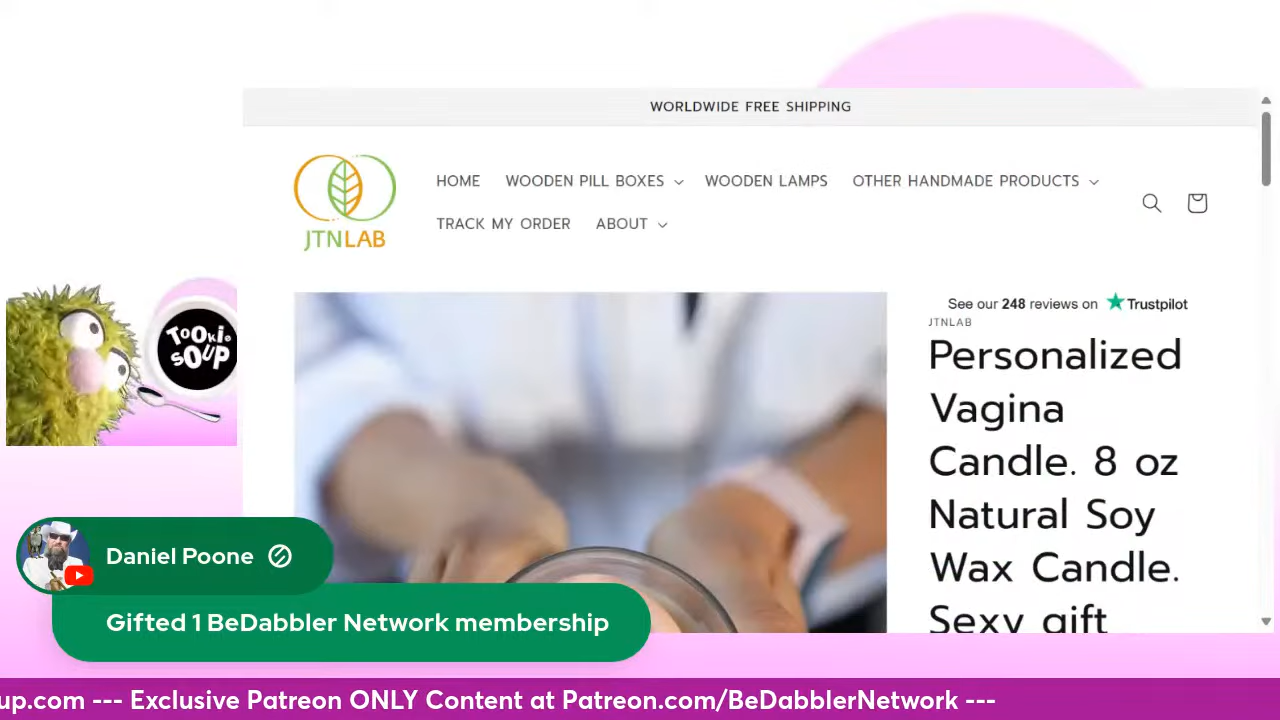 WORLDWIDE FREE SHIPPING
JTNLAB
HOME WOODEN PILL BOXES WOODEN LAMPS OTHER HANDMADE PRODUCTS
TRACK MY ORDER ABOUT
See our 248 reviews on Trustpilot
JTNLAB
Personalized
Vagina
Candle. 8 oz
Natural Soy
Wax Candle.
Sexy gift
TOOKie
SOUP
Daniel Poone
Gifted 1 BeDabbler Network membership
up.com --- Exclusive Patreon ONLY Content at Patreon.com/BeDabblerNetwork ---